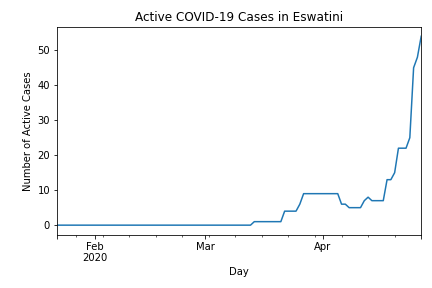 Active COVID-19 Cases in Eswatini
50
40
30
20
10
0
Number of Active Cases
Feb
2020
Mar
Apr
Day